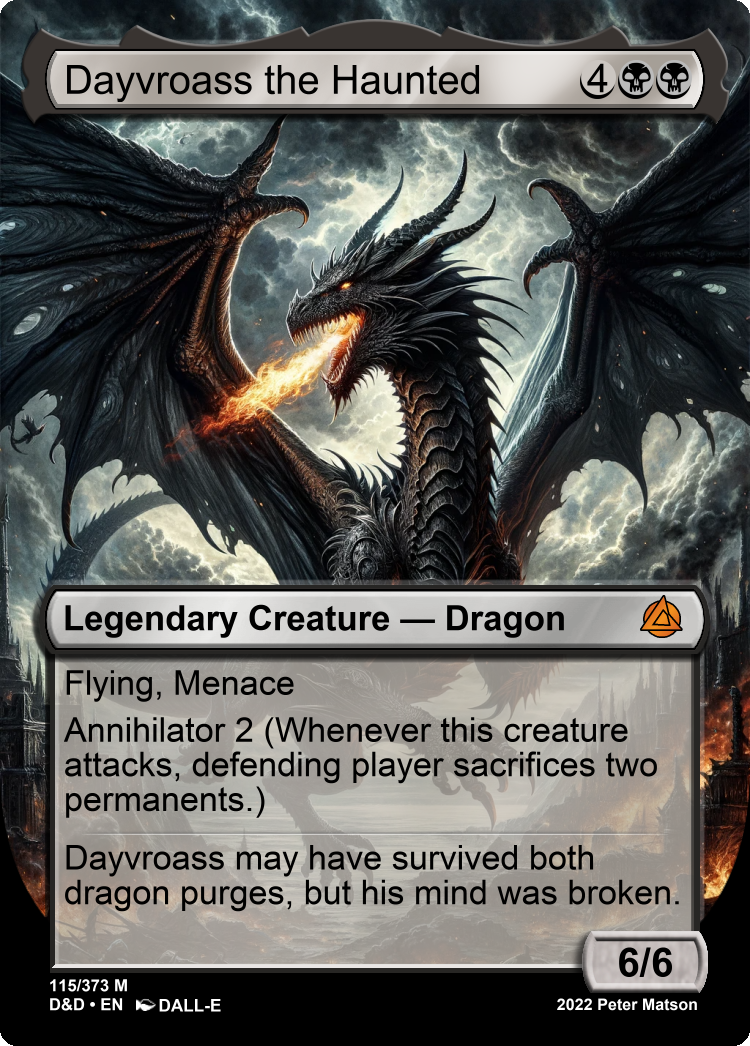 Dayvroass the Haunted 4
Legendary Creature — Dragon
Flying, Menace
Annihilator 2 (Whenever this creature
attacks, defending player sacrifices two
permanents.)
Dayvroass may have survived both
dragon purges, but his mind was broken.
6/6
115/373 M
D&D • EN DALL-E
2022 Peter Matson